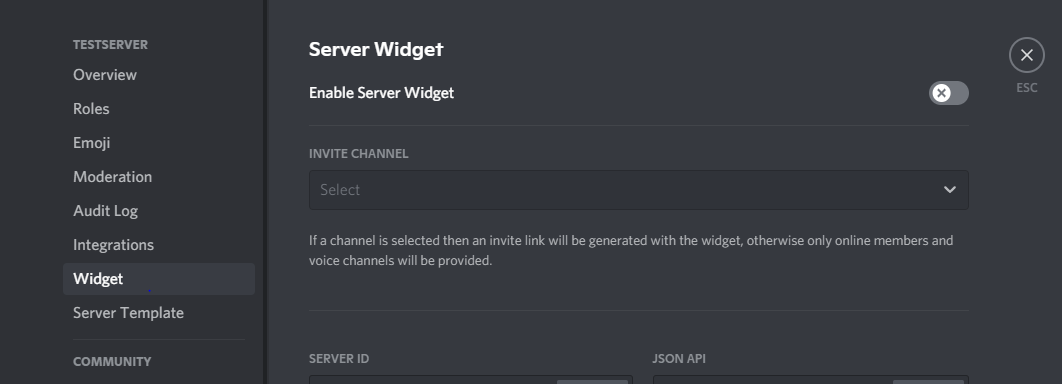 TESTSERVER
Overview
Roles
Emoji
Moderation
Audit Log
Integrations
Widget
Server Template
COMMUNITY
Server Widget
Enable Server Widget
INVITE CHANNEL
Select
If a channel is selected then an invite link will be generated with the widget, otherwise only online members and
voice channels will be provided.
SERVER ID
JSON API
ESC